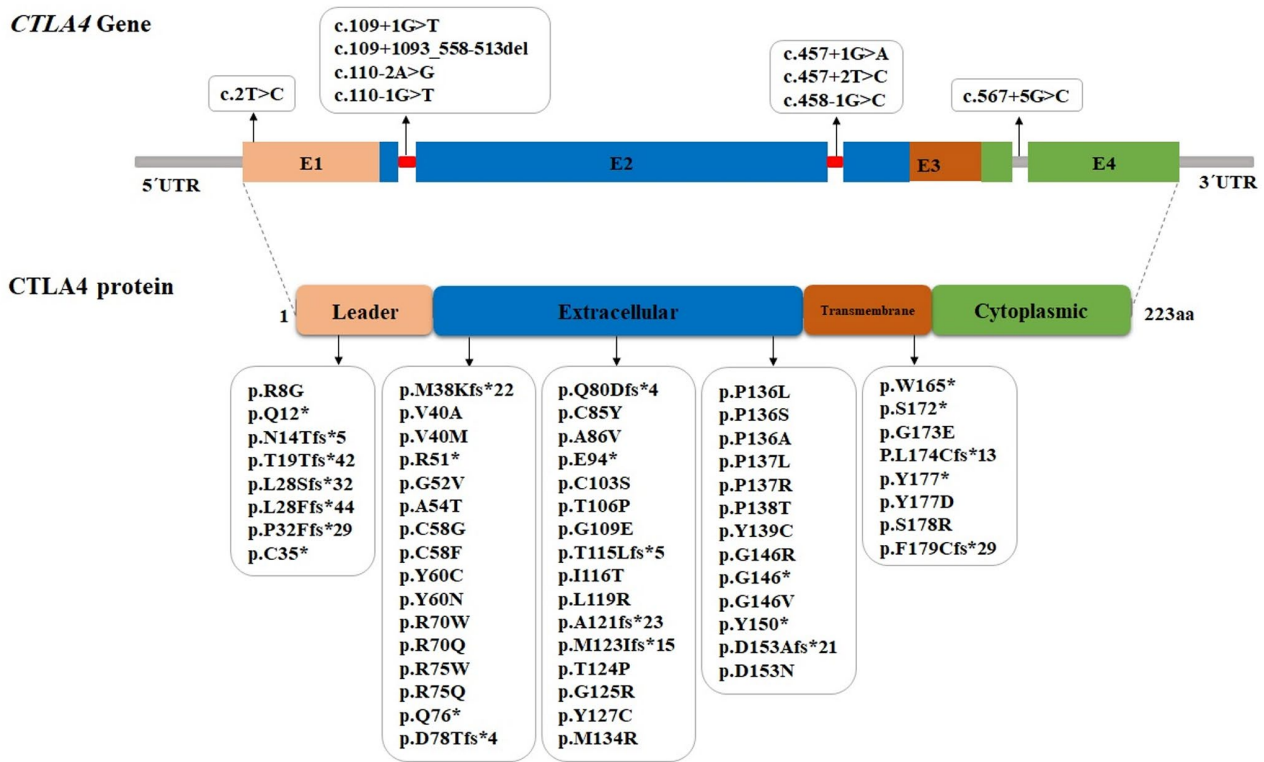 CTLA4 Gene
c.2T>C
c.109+1G>T
c.109+1093_558-513del
c.110-2A>G
c.110-1G>T
c.457+1G>A
c.457+2T>C
c.458-1G>C
c.567+5G>C
5´UTR
E1
E2
E3
E4
3´UTR
CTLA4 protein
1
Leader
Extracellular
Transmembrane
Cytoplasmic
223aa
p.R8G
p.Q12*
p.N14Tfs*5
p.T19Tfs*42
p.L28Sfs*32
p.L28Ffs*44
p.P32Ffs*29
p.C35*
p.M38Kfs*22
p.V40A
p.V40M
p.R51*
p.G52V
p.A54T
p.C58G
p.C58F
p.Y60C
p.Y60N
p.R70W
p.R70Q
p.R75W
p.R75Q
p.Q76*
p.D78Tfs*4
p.Q80Dfs*4
p.C85Y
p.A86V
p.E94*
p.C103S
p.T106P
p.G109E
p.T115Lfs*5
p.I116T
p.L119R
p.A121fs*23
p.M123Ifs*15
p.T124P
p.G125R
p.Y127C
p.M134R
p.P136L
p.P136S
p.P136A
p.P137L
p.P137R
p.P138T
p.Y139C
p.G146R
p.G146*
p.G146V
p.Y150*
p.D153Afs*21
p.D153N
p.W165*
p.S172*
p.G173E
P.L174Cfs*13
p.Y177*
p.Y177D
p.S178R
p.F179Cfs*29